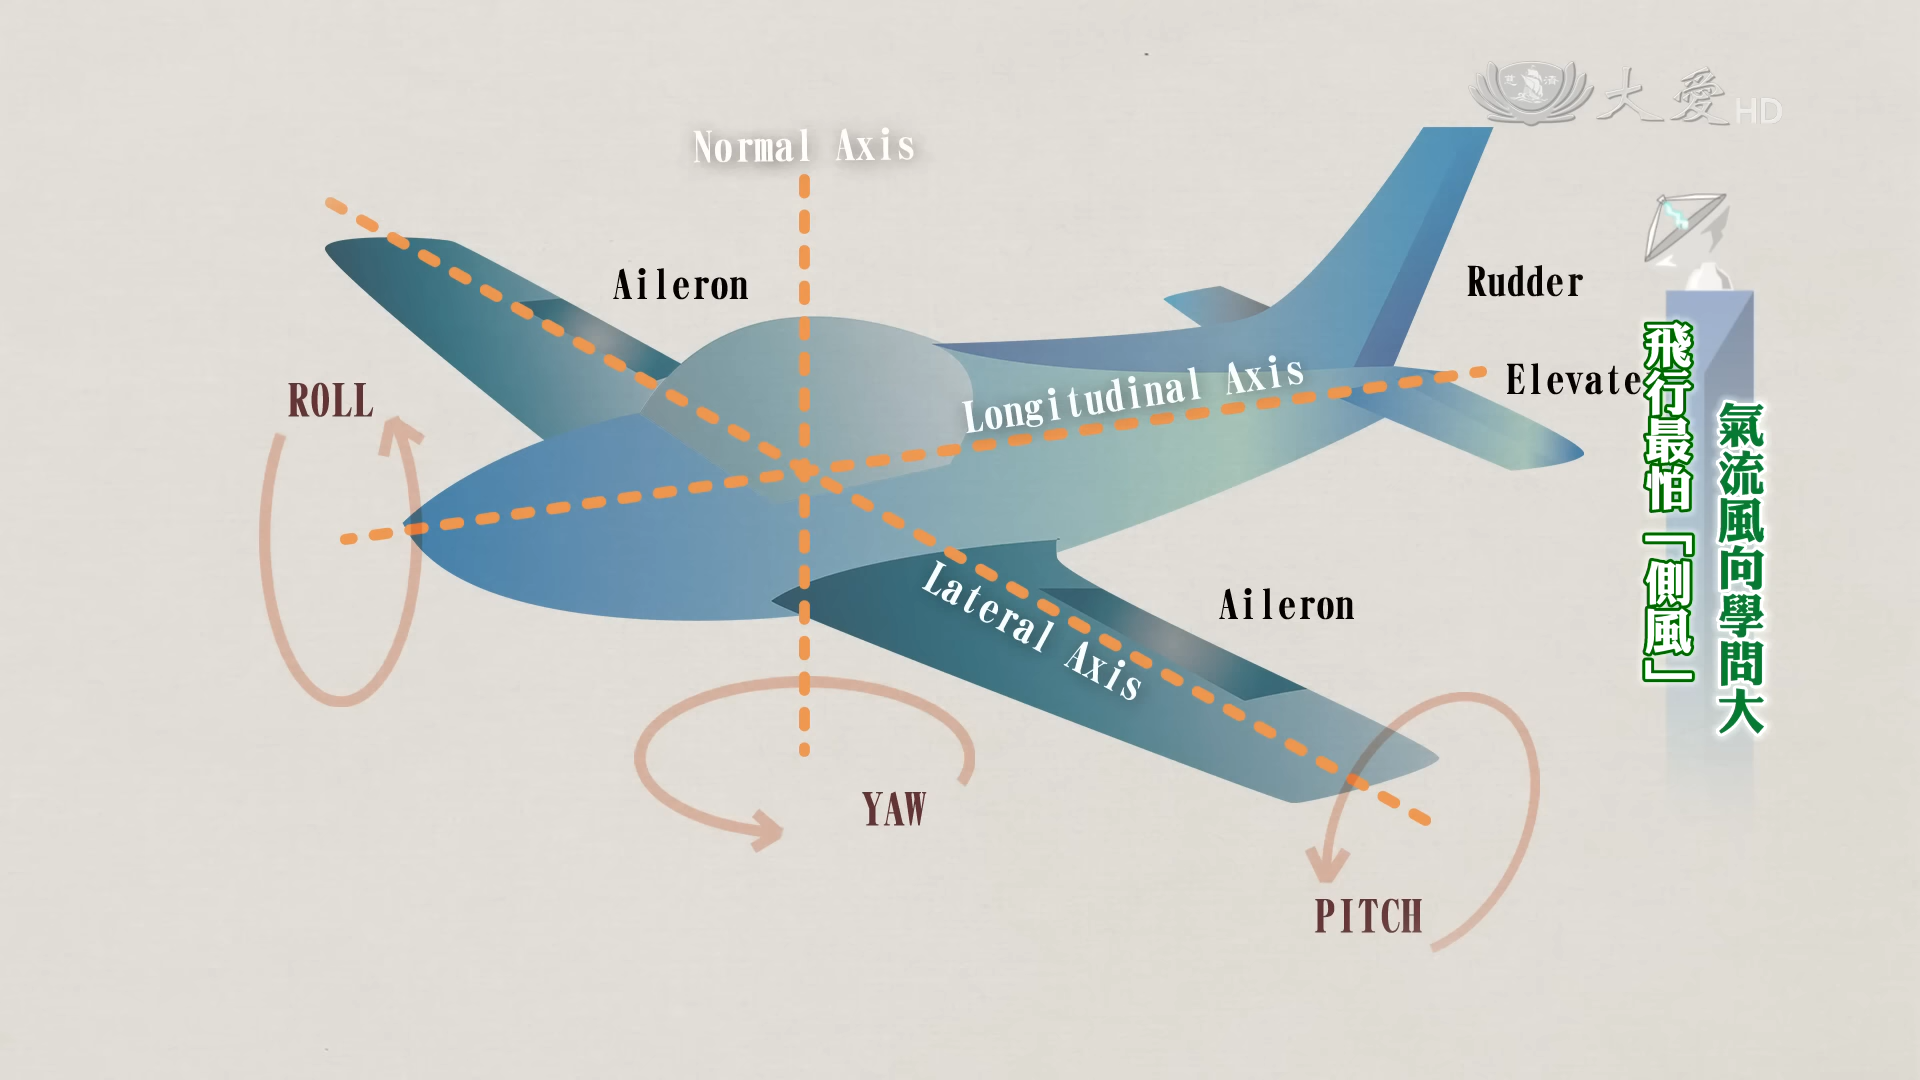 大愛HD
Normal Axis
Aileron
Rudder
Longitudinal Axis
Elevate
ROLL
Lateral Axis
Aileron
YAW
PITCH
氣流風向學問大
飛行最怕「側風」